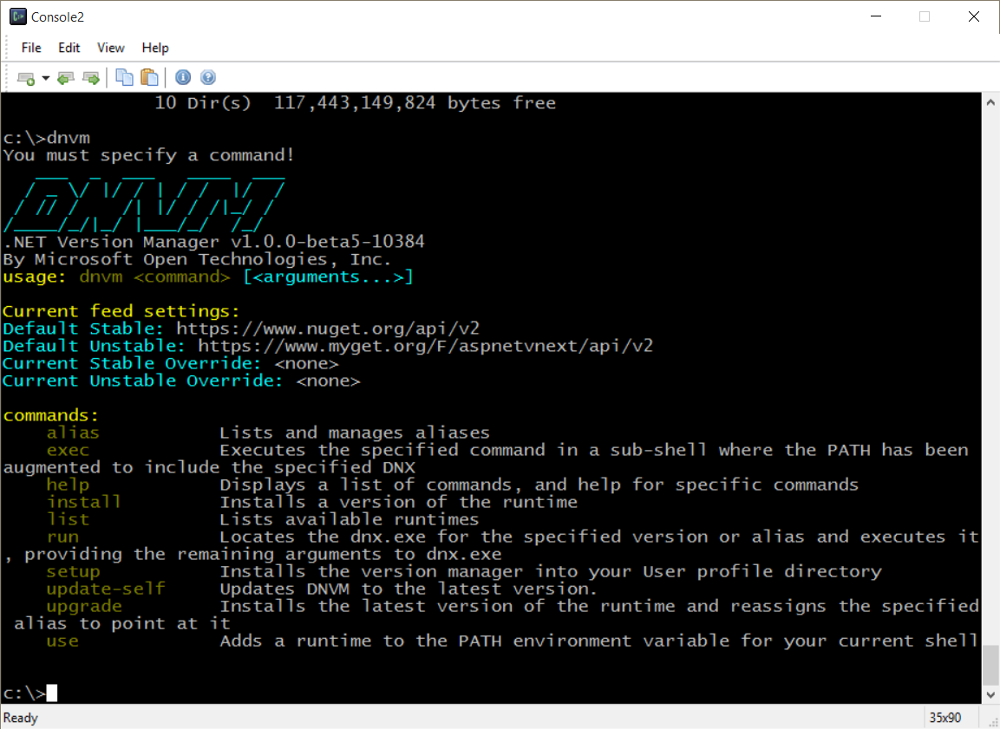 Console2
File Edit View Help
10 Dir(s)  117,443,149,824 bytes free
c:\>dnvm
You must specify a command!
   ___  _  ___   ____   ___
  / _ \/ |/ / | / /  |/  /
 / // /    /| |/ / /|_/ /
/____/_/|_/ |___/_/  /_/
.NET Version Manager v1.0.0-beta5-10384
By Microsoft Open Technologies, Inc.
usage: dnvm <command> [<arguments...>]
Current feed settings:
Default Stable: https://www.nuget.org/api/v2
Default Unstable: https://www.myget.org/F/aspnetvnext/api/v2
Current Stable Override: <none>
Current Unstable Override: <none>
commands:
    alias           Lists and manages aliases
    exec            Executes the specified command in a sub-shell where the PATH has been
augmented to include the specified DNX
    help            Displays a list of commands, and help for specific commands
    install         Installs a version of the runtime
    list            Lists available runtimes
    run             Locates the dnx.exe for the specified version or alias and executes it
, providing the remaining arguments to dnx.exe
    setup           Installs the version manager into your User profile directory
    update-self     Updates DNVM to the latest version.
    upgrade         Installs the latest version of the runtime and reassigns the specified
 alias to point at it
    use             Adds a runtime to the PATH environment variable for your current shell
c:\>
Ready 35x90